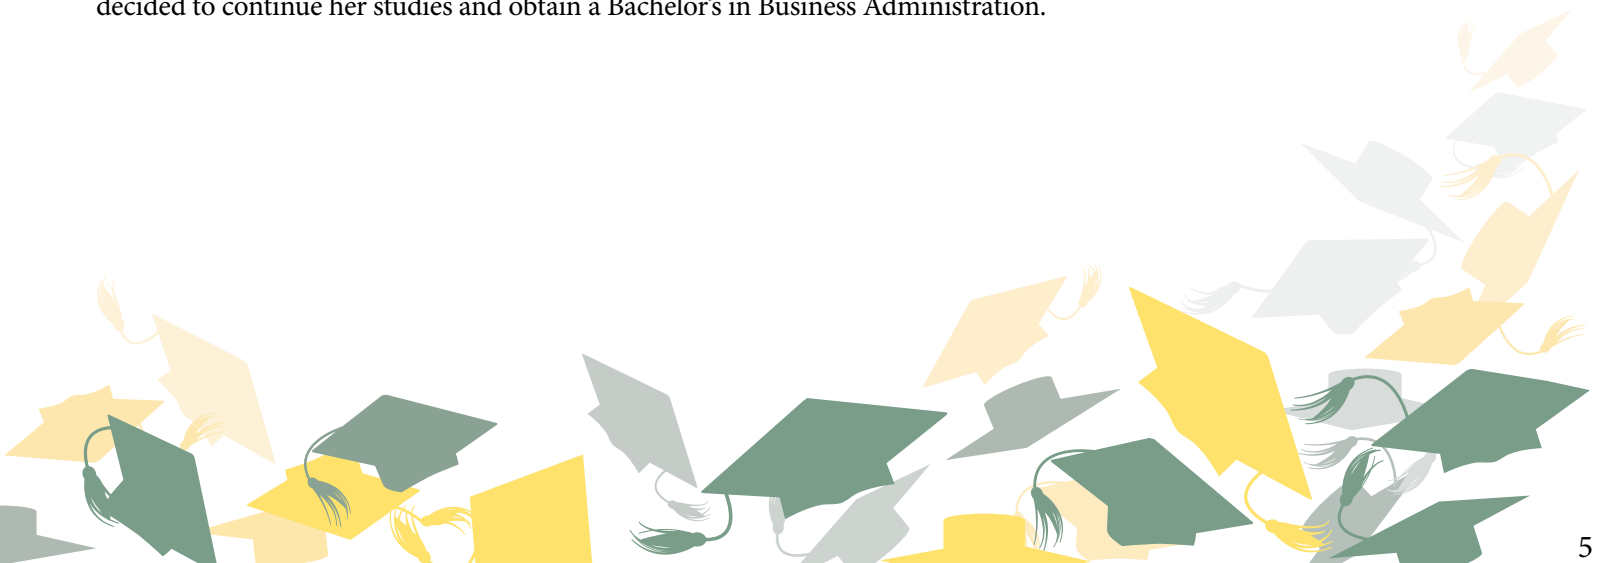 decided to continue her studies and obtain a Bachelor's in Business Administration.
5